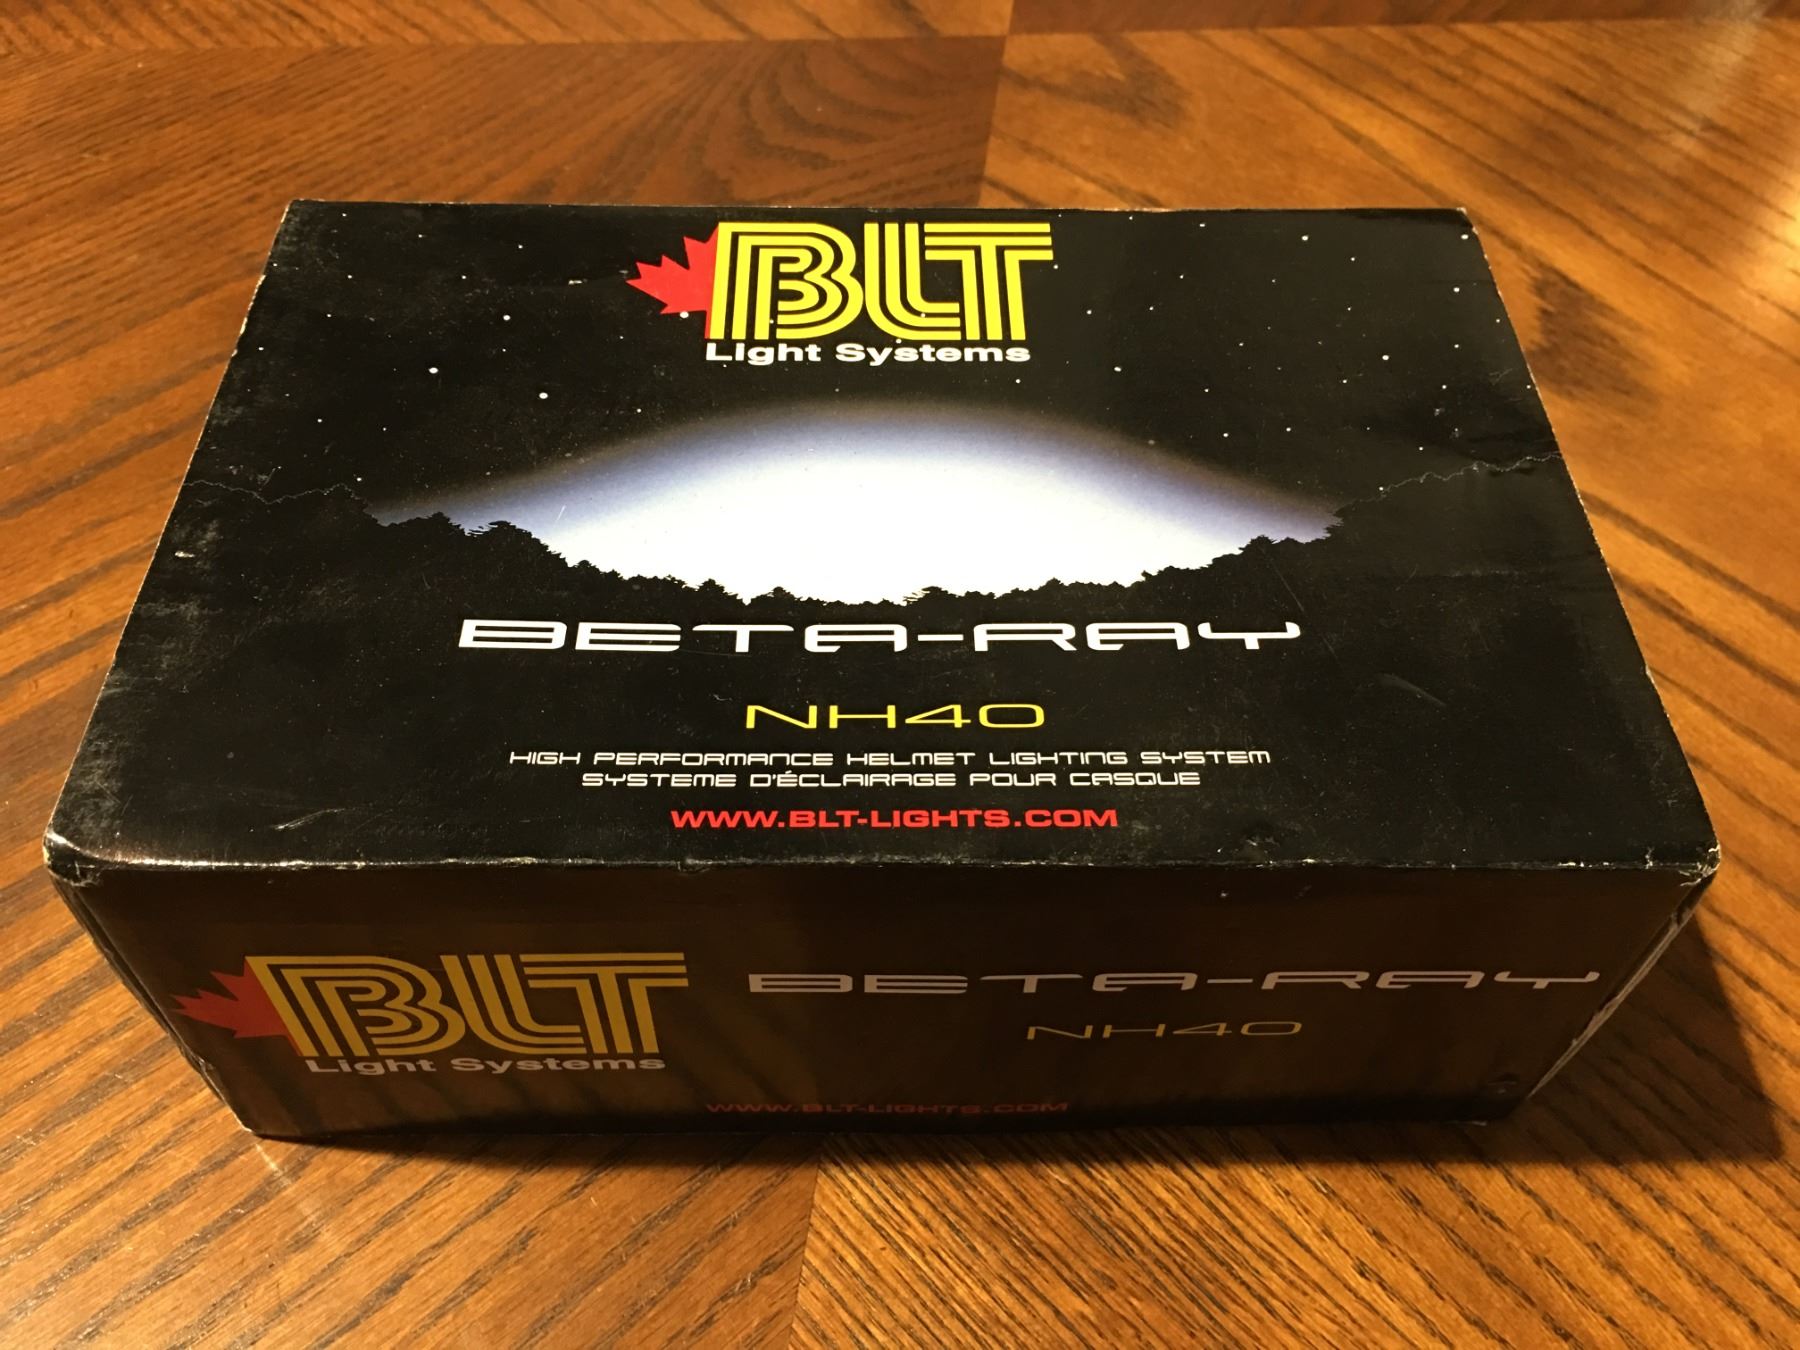 BLT
Light Systems
BETA-RAY
NH40
HIGH PERFORMANCE HELMET LIGHTING SYSTEM
SYSTEME D'ÉCLAIRAGE POUR CASQUE
WWW.BLT-LIGHTS.COM
BLT
Light Systems
BETA-RAY
NH40
WWW.BLT-LIGHTS.COM